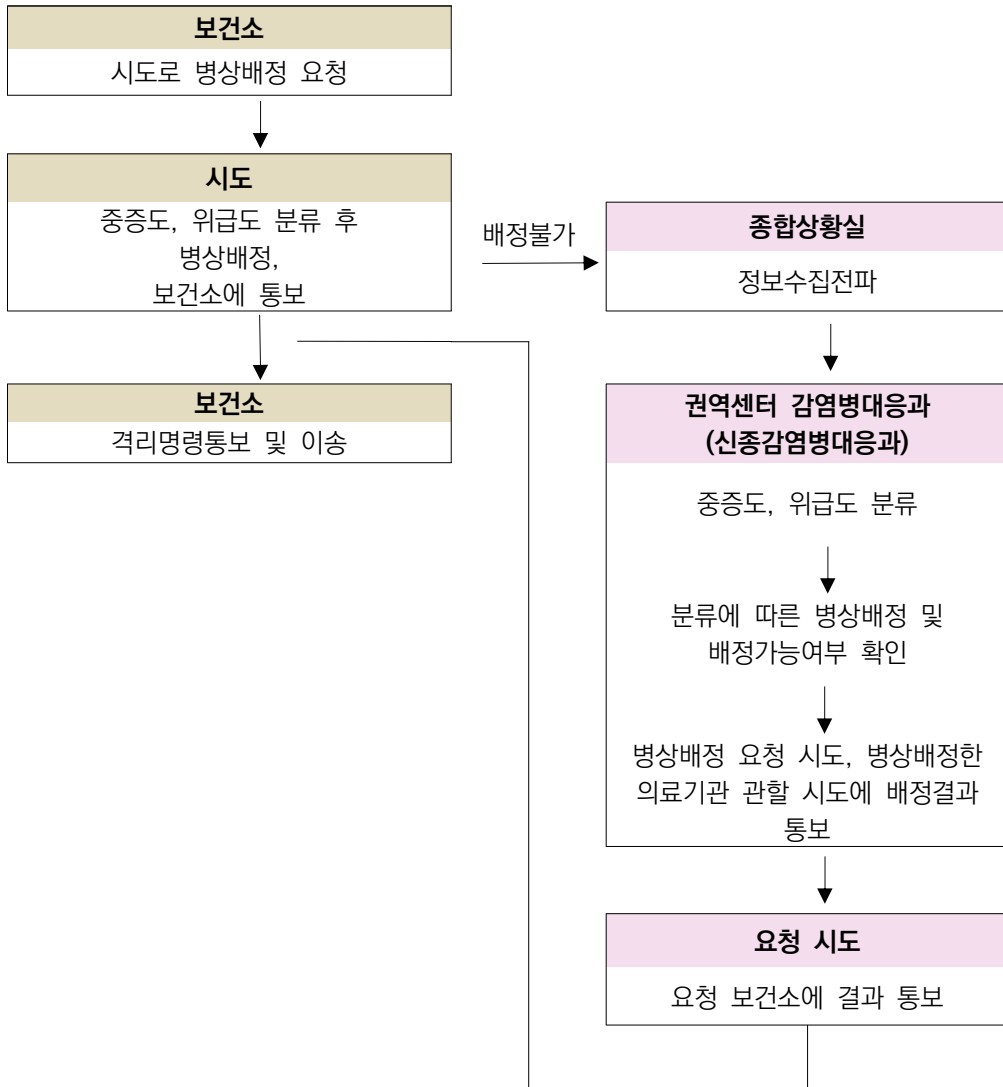 보건소
시도로 병상배정 요청
시도
중증도, 위급도 분류 후
병상배정,
보건소에 통보
배정불가
보건소
격리명령통보 및 이송
종합상황실
정보수집전파
권역센터 감염병대응과
(신종감염병대응과)
중증도, 위급도 분류
분류에 따른 병상배정 및
배정가능여부 확인
병상배정 요청 시도, 병상배정한
의료기관 관할 시도에 배정결과
통보
요청 시도
요청 보건소에 결과 통보